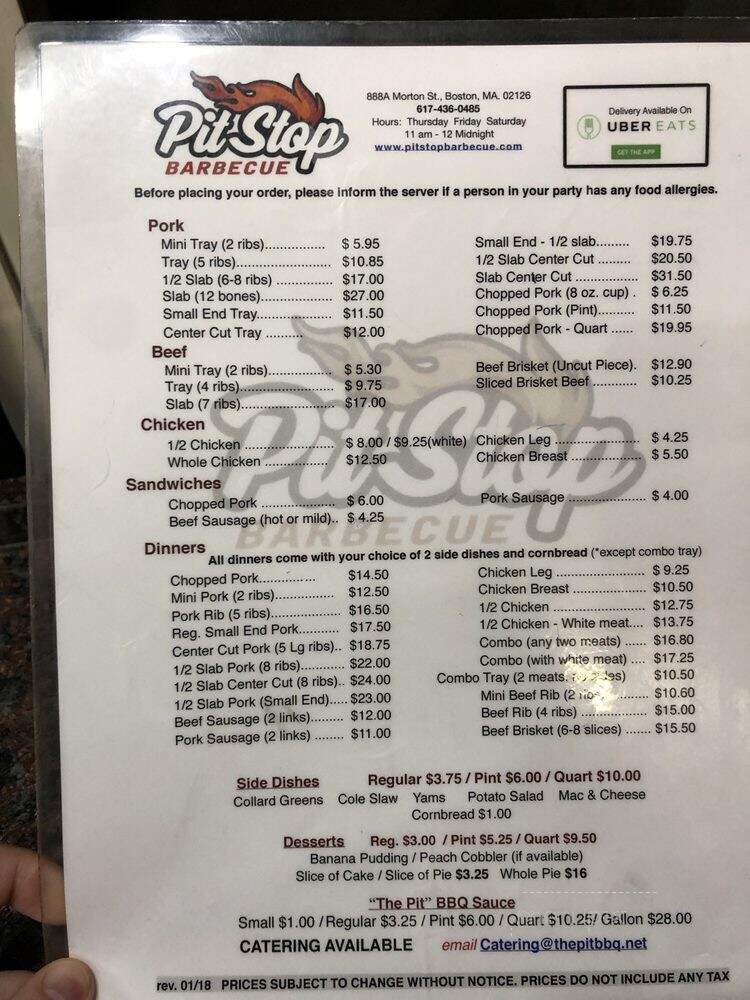 Pit Stop
BARBECUE
888A Morton St., Boston, MA. 02126
617-436-0485
Hours: Thursday Friday Saturday
11 am - 12 Midnight
www.pitstopbarbecue.com
Delivery Available On
UBER EATS
GET THE APP
Before placing your order, please inform the server if a person in your party has any food allergies.
Pork
Mini Tray (2 ribs)................ $ 5.95
Tray (5 ribs)......................... $10.85
1/2 Slab (6-8 ribs) ............... $17.00
Slab (12 bones)................... $27.00
Small End Tray.................... $11.50
Center Cut Tray .......... $12.00
Small End - 1/2 slab......... $19.75
1/2 Slab Center Cut ......... $20.50
Slab Center Cut ................. $31.50
Chopped Pork (8 oz. cup) . $ 6.25
Chopped Pork (Pint).......... $11.50
Chopped Pork - Quart ...... $19.95
Beef
Mini Tray (2 ribs)................. $ 5.30
Tray (4 ribs)......................... $ 9.75
Slab (7 ribs)......................... $17.00
Beef Brisket (Uncut Piece). $12.90
Sliced Brisket Beef ............ $10.25
Chicken
1/2 Chicken ........................ $ 8.00 / $9.25(white)
Whole Chicken ................. $12.50
Chicken Leg ....................... $ 4.25
Chicken Breast .................. $ 5.50
Sandwiches
Chopped Pork .................... $ 6.00
Beef Sausage (hot or mild).. $ 4.25
Pork Sausage ..................... $ 4.00
Dinners
All dinners come with your choice of 2 side dishes and cornbread (*except combo tray)
Chopped Pork............... $14.50
Mini Pork (2 ribs)................ $12.50
Pork Rib (5 ribs)................... $16.50
Reg. Small End Pork........... $17.50
Center Cut Pork (5 Lg ribs).. $18.75
1/2 Slab Pork (8 ribs)........... $22.00
1/2 Slab Center Cut (8 ribs).. $24.00
1/2 Slab Pork (Small End)..... $23.00
Beef Sausage (2 links)......... $12.00
Pork Sausage (2 links) ........ $11.00
Chicken Leg ........................ $ 9.25
Chicken Breast .................... $10.50
1/2 Chicken ......................... $12.75
1/2 Chicken - White meat.... $13.75
Combo (any two meats) ..... $16.80
Combo (with white meat) .... $17.25
Combo Tray (2 meats, $10.50
Mini Beef Rib (2 ribs) $10.60
Beef Rib (4 ribs) .................. $15.00
Beef Brisket (6-8 slices) ....... $15.50
Side Dishes Regular $3.75 / Pint $6.00 / Quart $10.00
Collard Greens Cole Slaw Yams Potato Salad Mac & Cheese
Cornbread $1.00
Desserts Reg. $3.00 / Pint $5.25 / Quart $9.50
Banana Pudding / Peach Cobbler (if available)
Slice of Cake / Slice of Pie $3.25 Whole Pie $16
"The Pit" BBQ Sauce
Small $1.00 / Regular $3.25 / Pint $6.00 / Quart $10.25/ Gallon $28.00
CATERING AVAILABLE email Catering@thepitbbq.net
rev. 01/18 PRICES SUBJECT TO CHANGE WITHOUT NOTICE. PRICES DO NOT INCLUDE ANY TAX